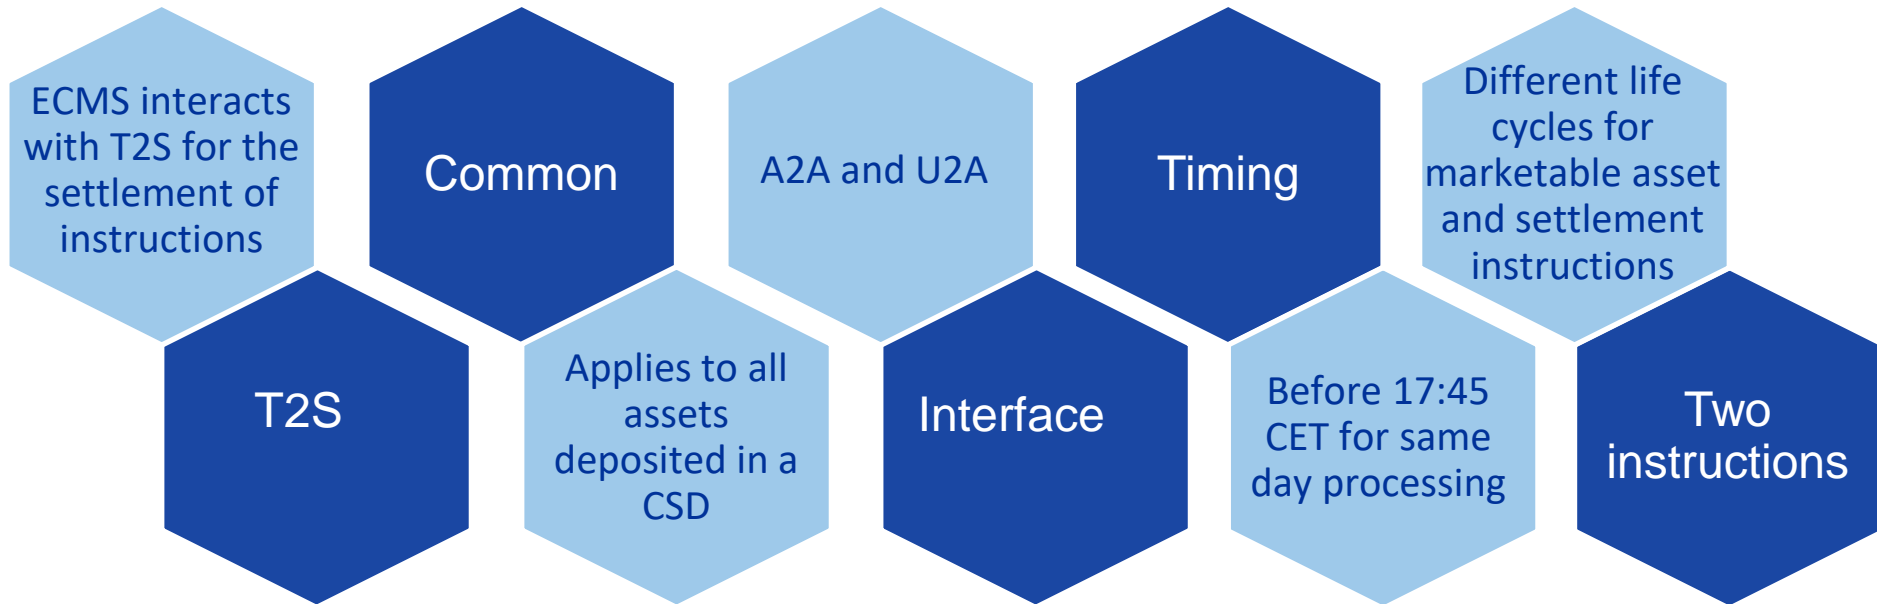 ECMS interacts
with T2S for the
settlement of
instructions
T2S
Common
Applies to all
assets
deposited in a
CSD
A2A and U2A
Interface
Timing
Before 17:45
CET for same
day processing
Different life
cycles for
marketable asset
and settlement
instructions
Two
instructions